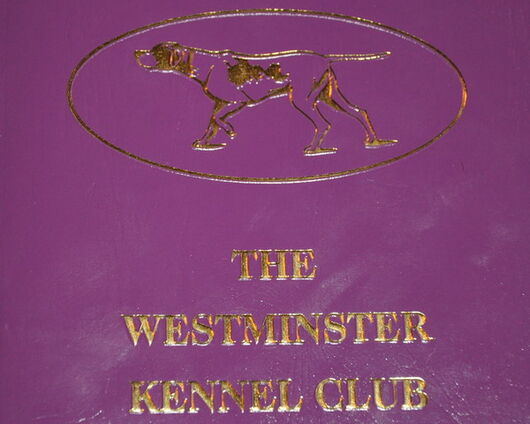 THE
WESTMINSTER
KENNEL CLUB